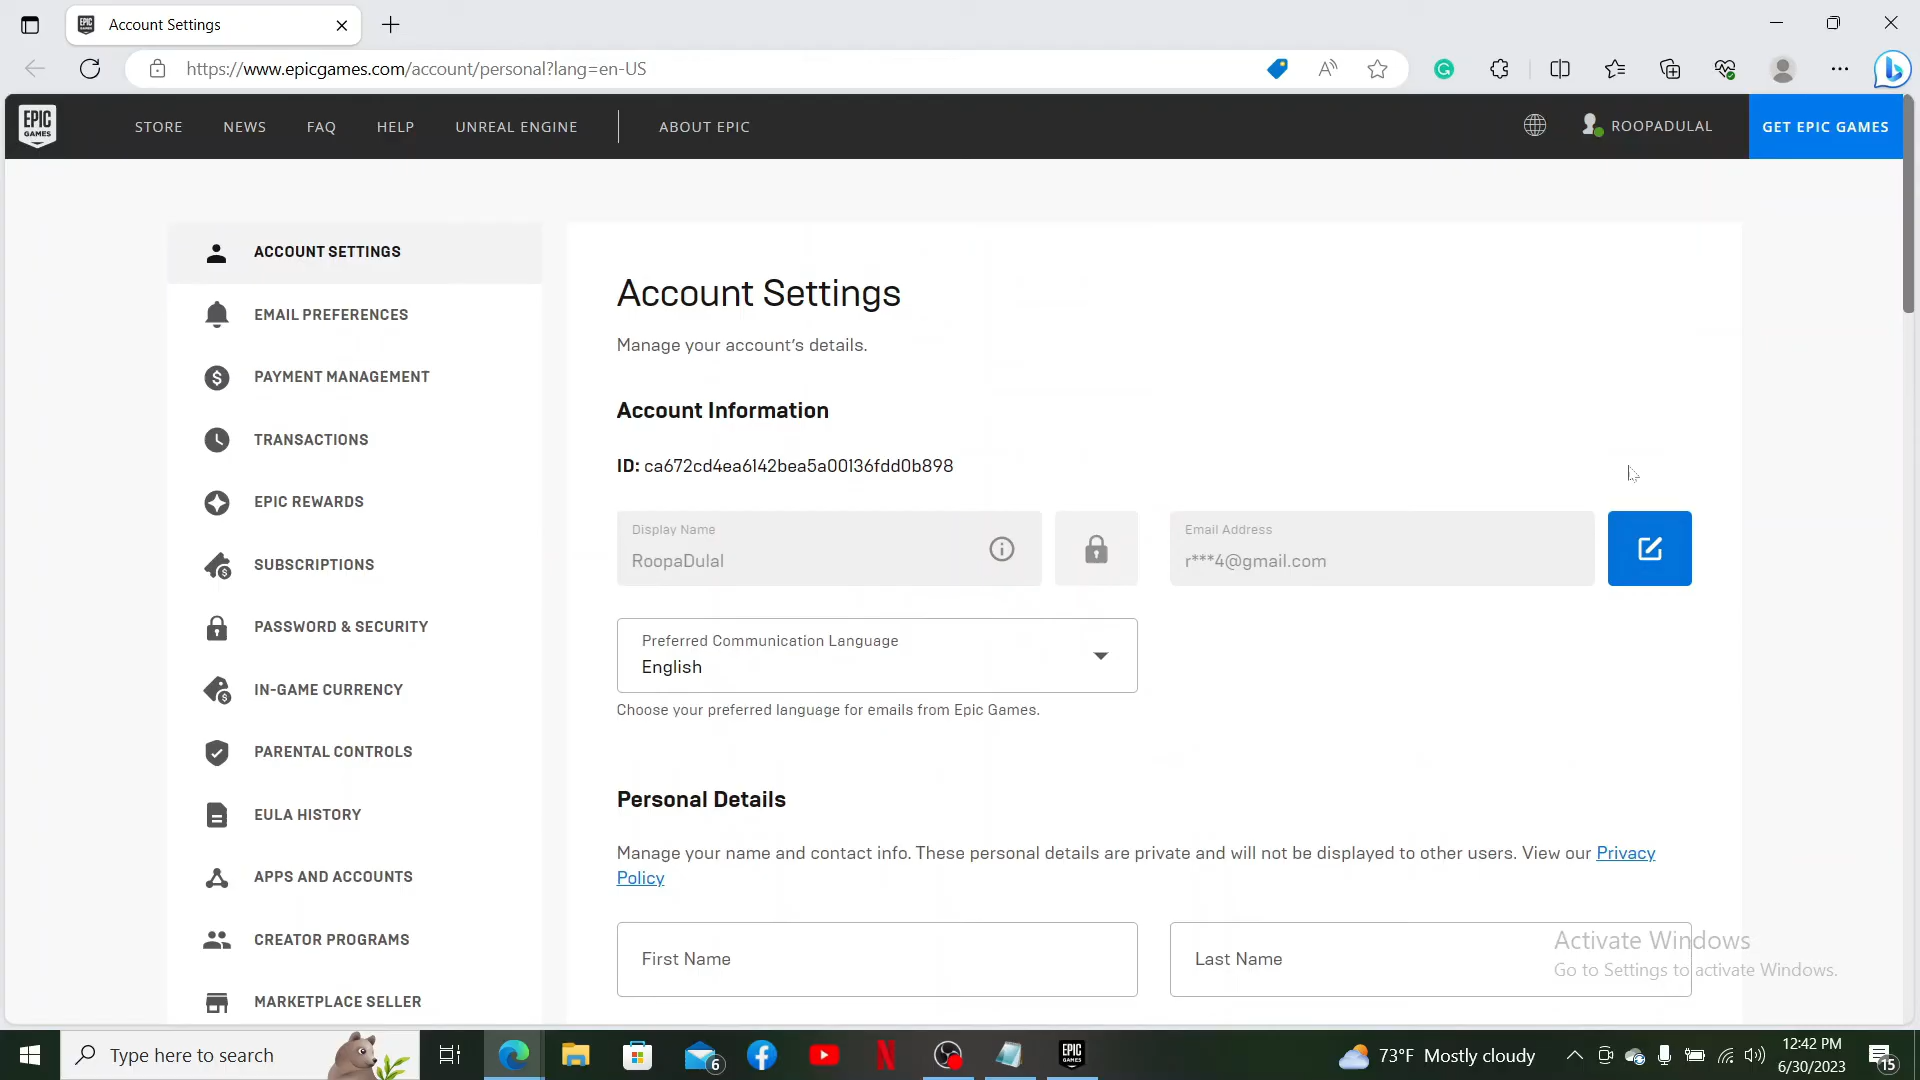 Account Settings
https://www.epicgames.com/account/personal?lang=en-US
EPIC GAMES
STORE
NEWS
FAQ
HELP
UNREAL ENGINE
ABOUT EPIC
ROOPADULAL
GET EPIC GAMES
ACCOUNT SETTINGS
EMAIL PREFERENCES
PAYMENT MANAGEMENT
TRANSACTIONS
EPIC REWARDS
SUBSCRIPTIONS
PASSWORD & SECURITY
IN-GAME CURRENCY
PARENTAL CONTROLS
EULA HISTORY
APPS AND ACCOUNTS
CREATOR PROGRAMS
MARKETPLACE SELLER
Account Settings
Manage your account's details.
Account Information
ID: ca672cd4ea6142bea5a00136fdd0b898
Display Name
RoopaDulal
Email Address
r***4@gmail.com
Preferred Communication Language
English
Choose your preferred language for emails from Epic Games.
Personal Details
Manage your name and contact info. These personal details are private and will not be displayed to other users. View our Privacy
Policy
First Name
Last Name
Activate Windows
Go to Settings to activate Windows.
Type here to search
6
EPIC GAMES
73°F Mostly cloudy
12:42 PM
6/30/2023
15